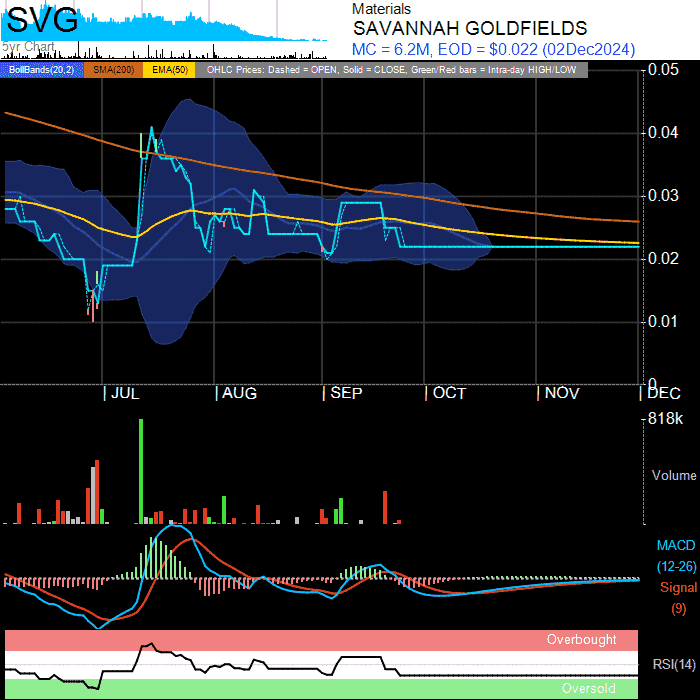 SVG
5yr Chart
Materials
SAVANNAH GOLDFIELDS
MC = 6.2M, EOD = $0.022 (02Dec2024)
BollBands(20,2) SMA(200) EMA(50) OHLC Prices: Dashed = OPEN, Solid = CLOSE, Green/Red bars = Intra-day HIGH/LOW
0.05
0.04
0.03
0.02
0.01
0
JUL AUG SEP OCT NOV DEC
818k
Volume
MACD
(12-26)
Signal
(9)
Overbought
RSI(14)
Oversold